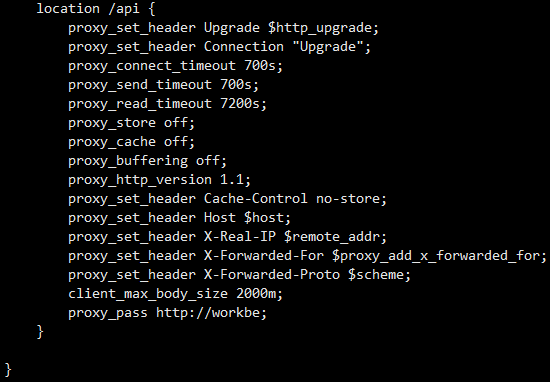 location /api {
proxy_set_header Upgrade $http_upgrade;
proxy_set_header Connection "Upgrade";
proxy_connect_timeout 700s;
proxy_send_timeout 700s;
proxy_read_timeout 7200s;
proxy_store off;
proxy_cache off;
proxy_buffering off;
proxy_http_version 1.1;
proxy_set_header Cache-Control no-store;
proxy_set_header Host $host;
proxy_set_header X-Real-IP $remote_addr;
proxy_set_header X-Forwarded-For $proxy_add_x_forwarded_for;
proxy_set_header X-Forwarded-Proto $scheme;
client_max_body_size 2000m;
proxy_pass http://workbe;
}
}